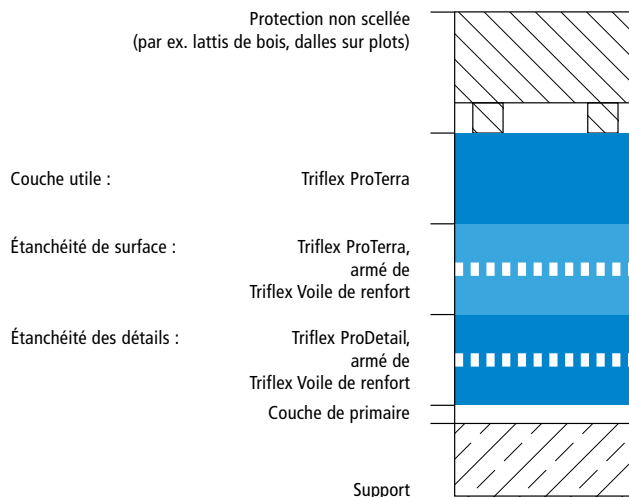 Protection non scellée
(par ex. lattis de bois, dalles sur plots)
Couche utile : Triflex ProTerra
Étanchéité de surface : Triflex ProTerra,
armé de
Triflex Voile de renfort
Étanchéité des détails : Triflex ProDetail,
armé de
Triflex Voile de renfort
Couche de primaire
Support